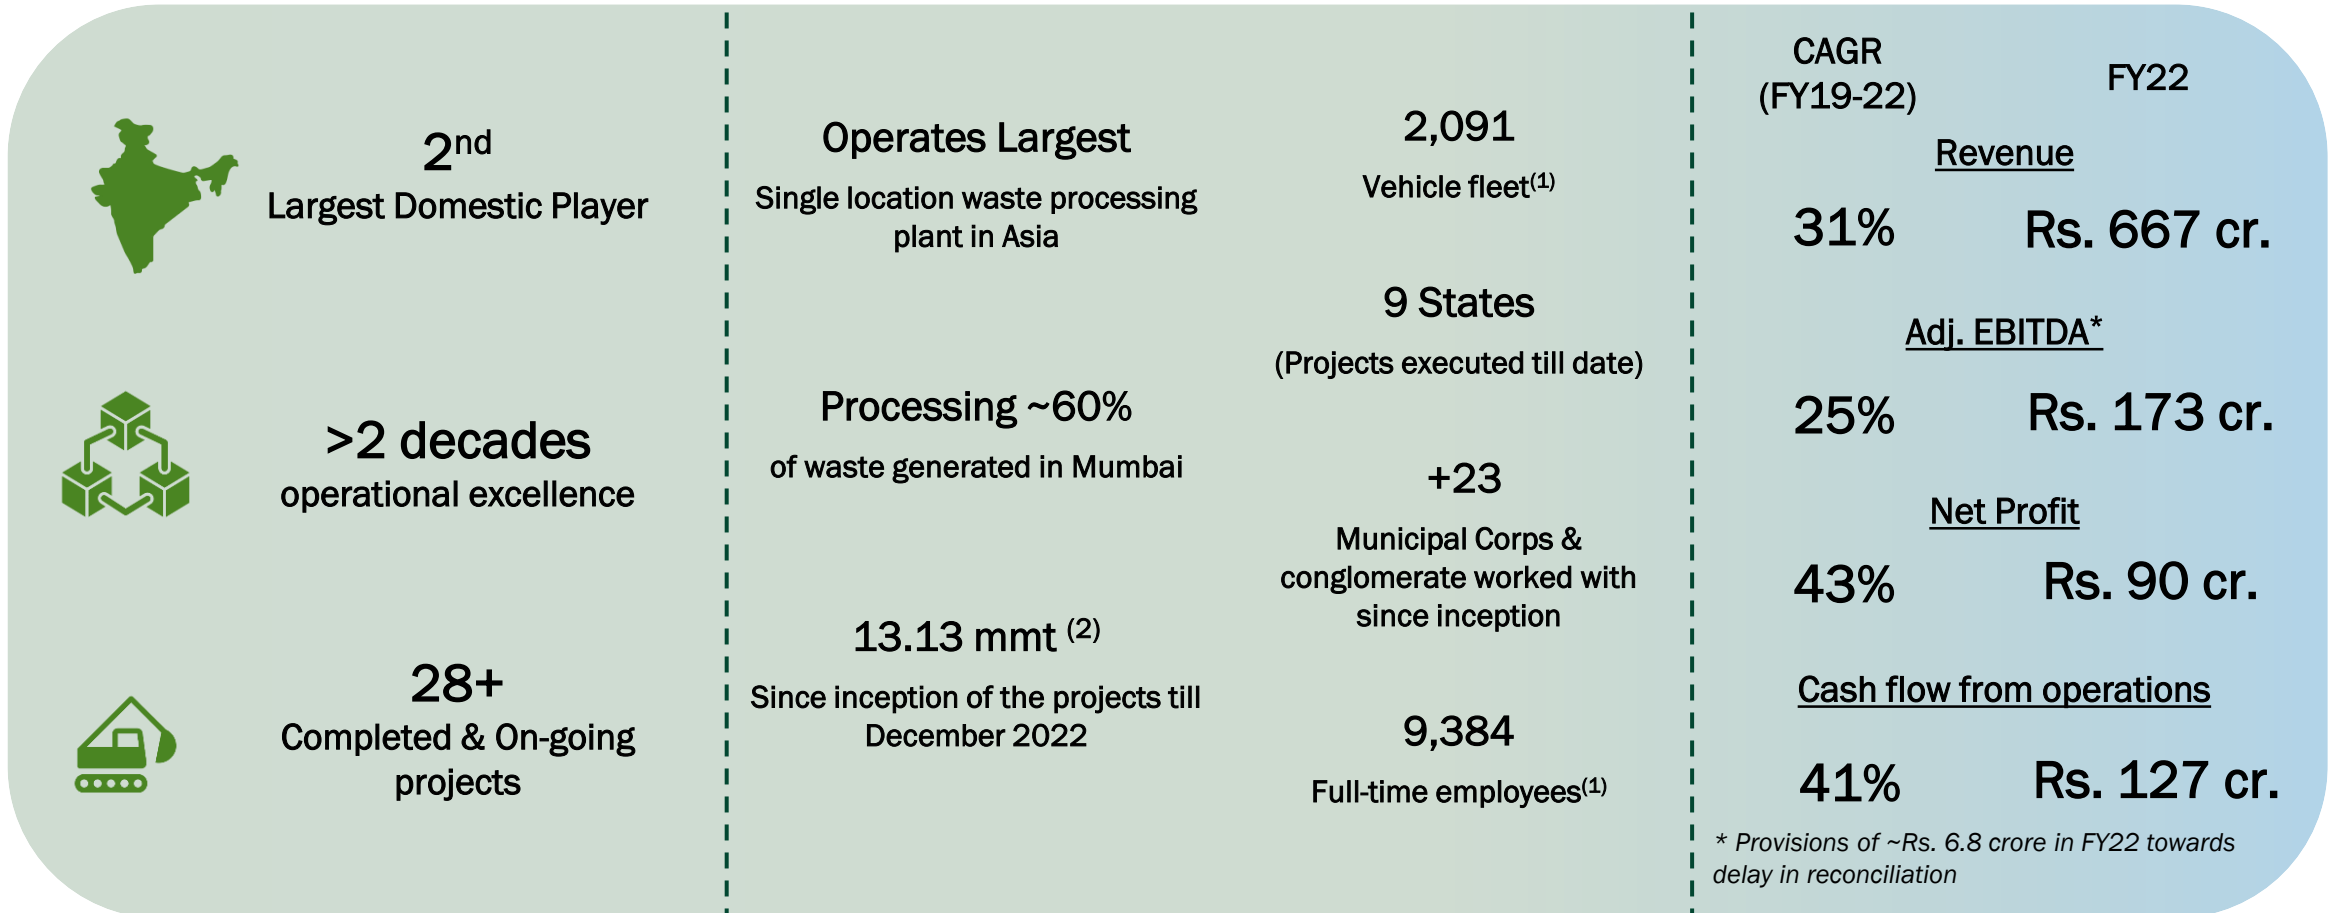 2nd
Largest Domestic Player
>2 decades
operational excellence
28+
Completed & On-going
projects
Operates Largest
Single location waste processing
plant in Asia
Processing ~60%
of waste generated in Mumbai
13.13 mmt (2)
Since inception of the projects till
December 2022
2,091
Vehicle fleet(1)
9 States
(Projects executed till date)
+23
Municipal Corps &
conglomerate worked with
since inception
9,384
Full-time employees(1)
CAGR
(FY19-22)
FY22
Revenue
31% Rs. 667 cr.
Adj. EBITDA*
25% Rs. 173 cr.
Net Profit
43% Rs. 90 cr.
Cash flow from operations
41% Rs. 127 cr.
* Provisions of ~Rs. 6.8 crore in FY22 towards
delay in reconciliation